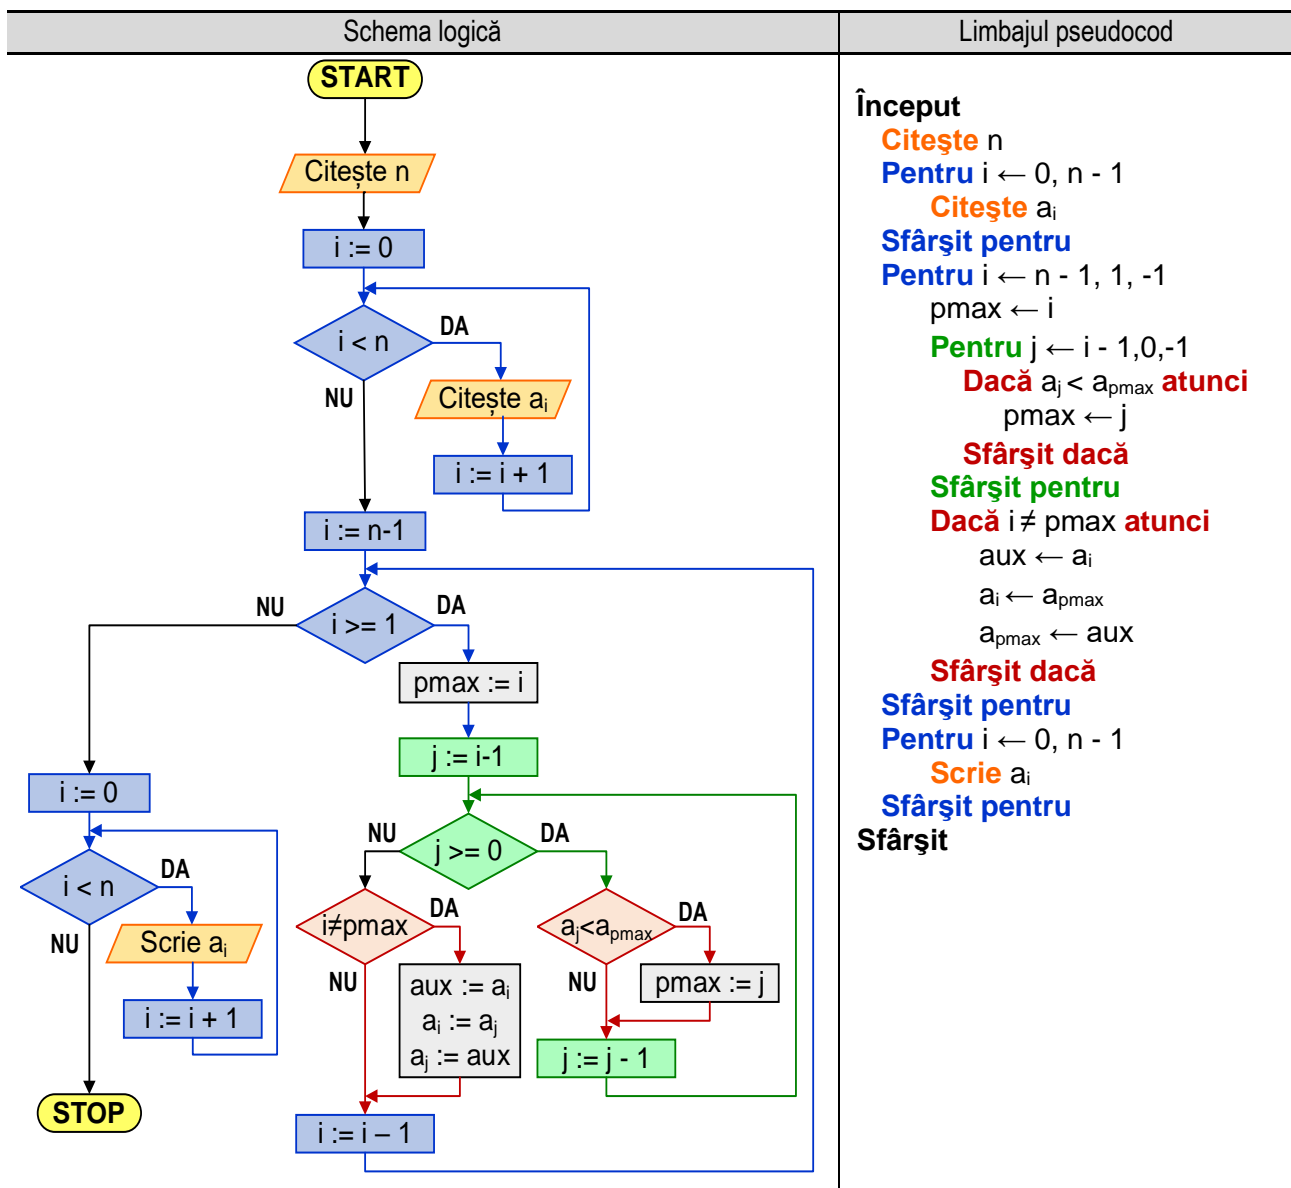 Schema logică
Limbajul pseudocod
START
Citește n
i := 0
i < n
DA
NU
Citește aᵢ
i := i + 1
i := n-1
i >= 1
NU
DA
pmax := i
j := i-1
j >= 0
NU
DA
i≠pmax
DA
NU
aux := aᵢ
aᵢ := aⱼ
aⱼ := aux
aⱼ<a_pmax
DA
NU
pmax := j
j := j - 1
i := i – 1
i := 0
i < n
DA
NU
Scrie aᵢ
i := i + 1
STOP
Început
Citeşte n
Pentru i ← 0, n - 1
Citeşte aᵢ
Sfârşit pentru
Pentru i ← n - 1, 1, -1
pmax ← i
Pentru j ← i - 1,0,-1
Dacă aⱼ < a_pmax atunci
pmax ← j
Sfârşit dacă
Sfârşit pentru
Dacă i ≠ pmax atunci
aux ← aᵢ
aᵢ ← a_pmax
a_pmax ← aux
Sfârşit dacă
Sfârşit pentru
Pentru i ← 0, n - 1
Scrie aᵢ
Sfârşit pentru
Sfârşit